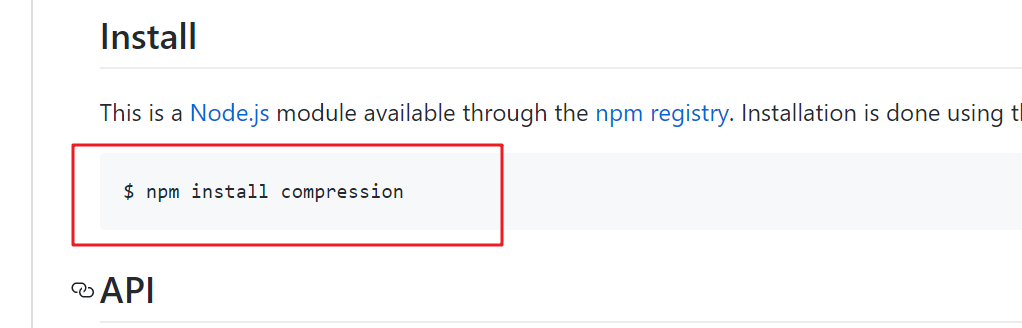 Install
This is a Node.js module available through the npm registry. Installation is done using
$ npm install compression
API